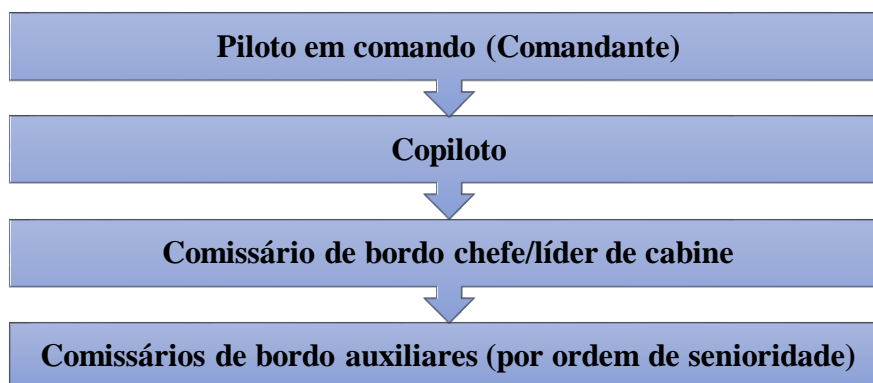 Piloto em comando (Comandante)
Copiloto
Comissário de bordo chefe/líder de cabine
Comissários de bordo auxiliares (por ordem de senioridade)